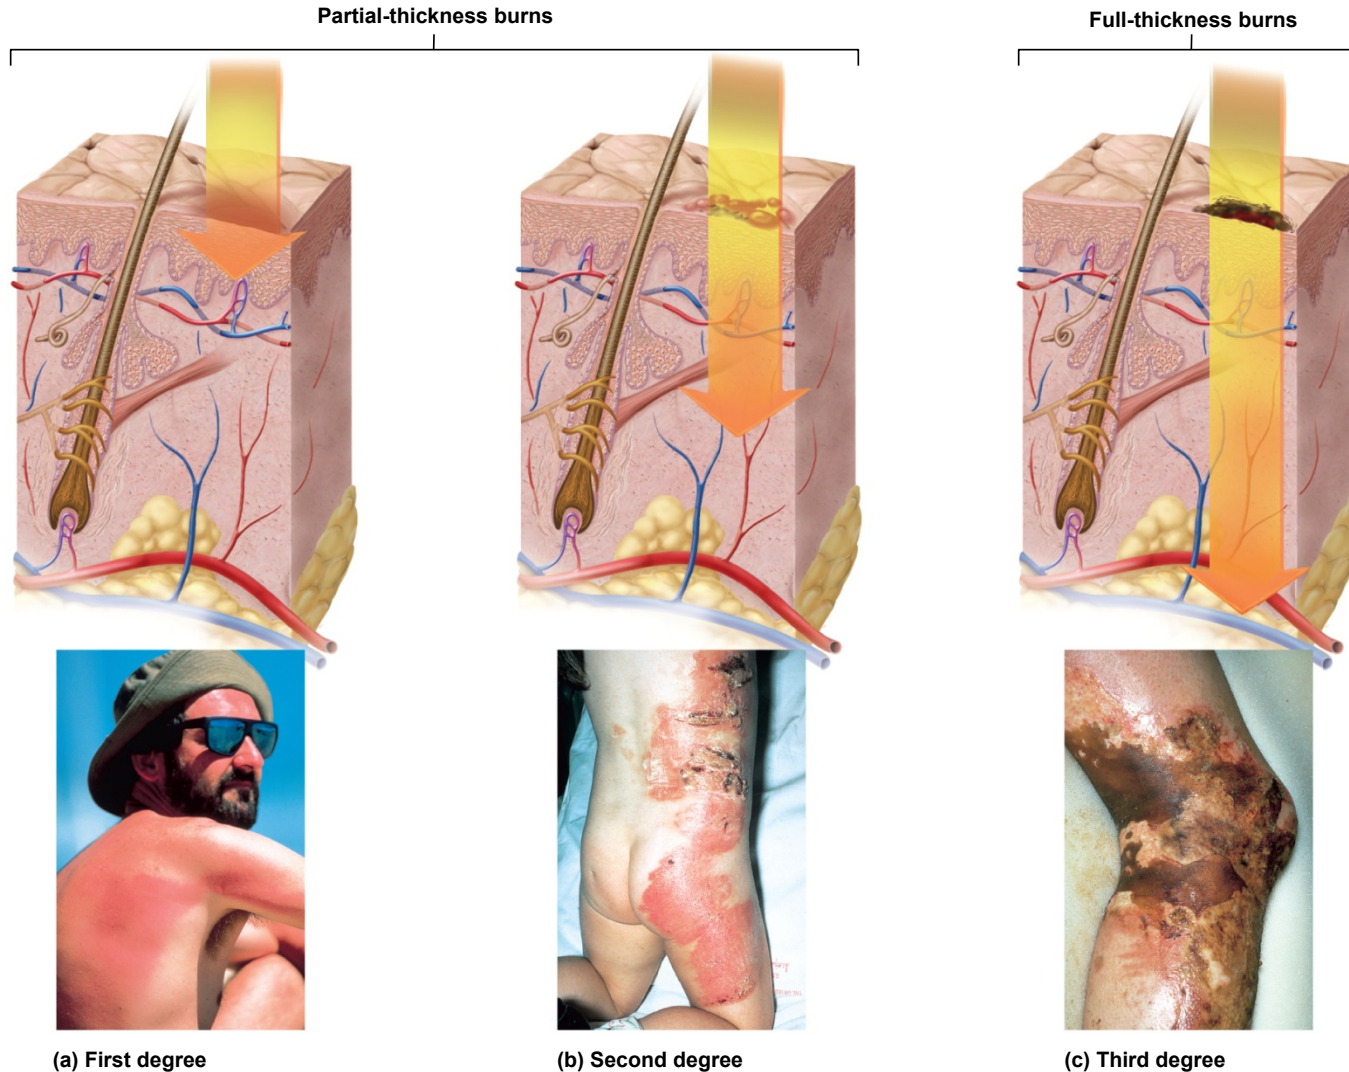 Partial-thickness burns
Full-thickness burns
(a) First degree
(b) Second degree
(c) Third degree